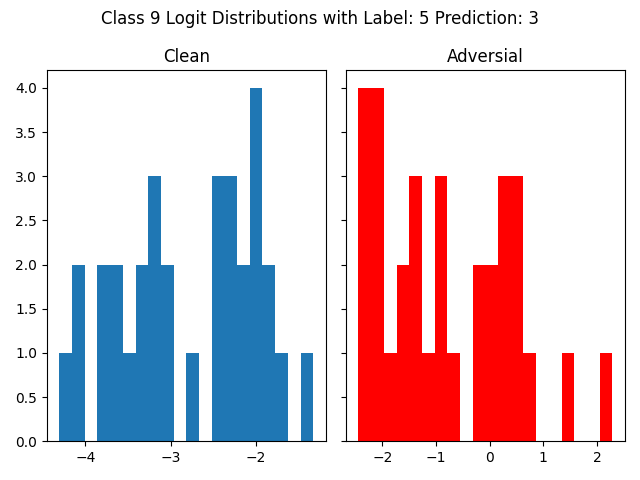 Class 9 Logit Distributions with Label: 5 Prediction: 3
Clean
Adversial
4.0
3.5
3.0
2.5
2.0
1.5
1.0
0.5
0.0
−4 −3 −2
−2 −1 0 1 2